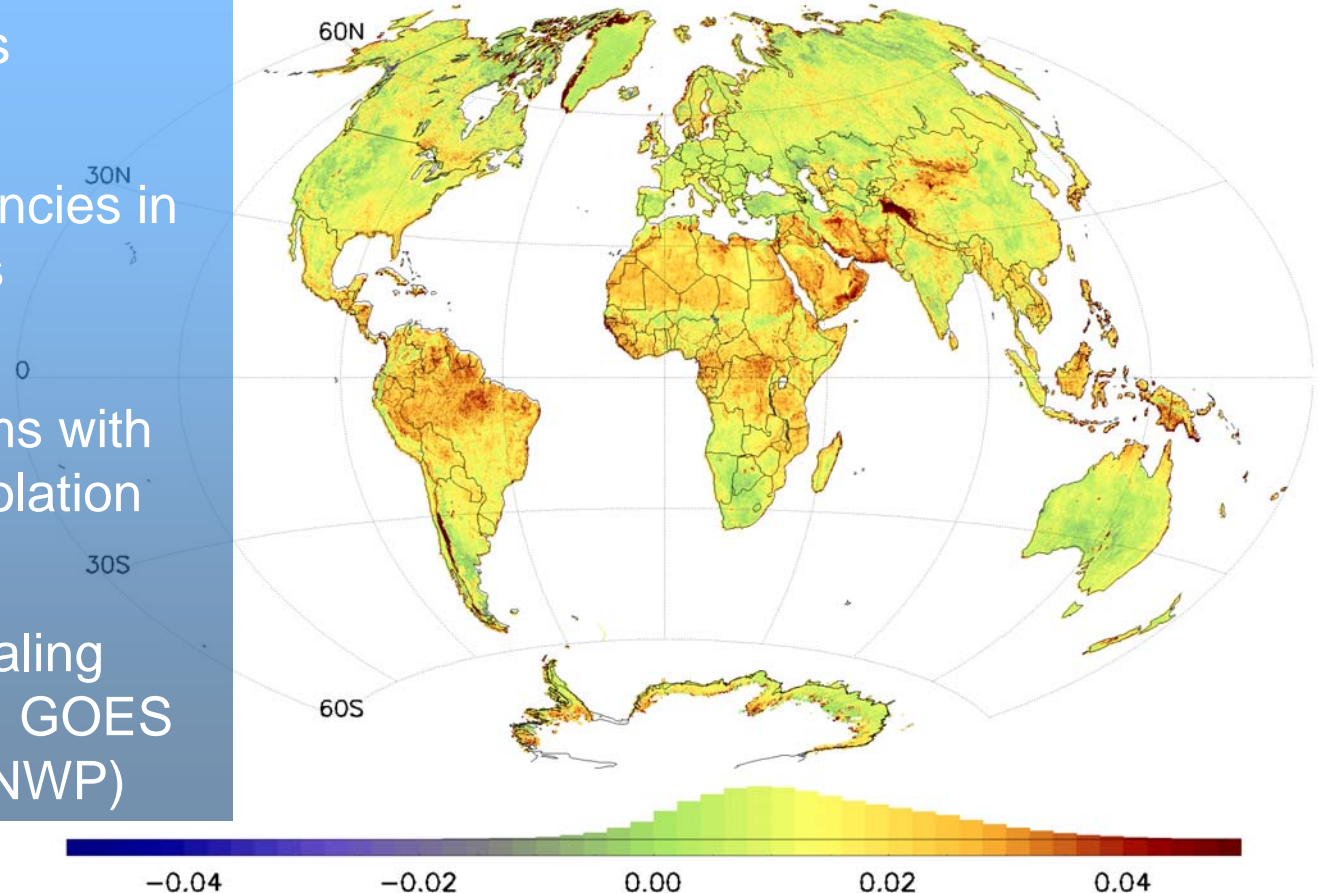 s
ncies in
s
ns with
olation
aling
GOES
NWP)
60N
30N
0
30S
60S
−0.04 −0.02 0.00 0.02 0.04